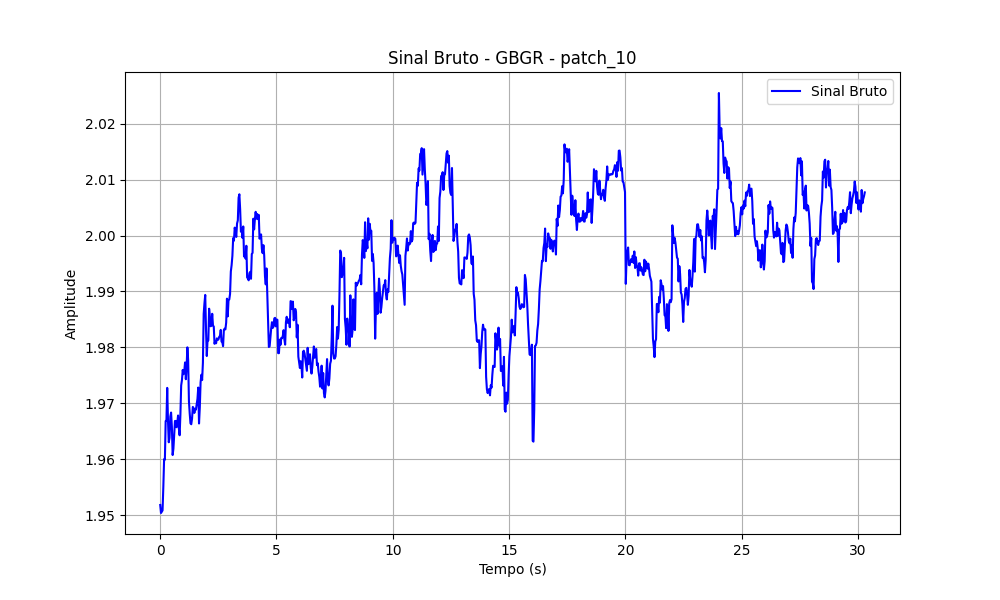 Sinal Bruto - GBGR - patch_10
Sinal Bruto
Amplitude
2.02
2.01
2.00
1.99
1.98
1.97
1.96
1.95
0 5 10 15 20 25 30
Tempo (s)